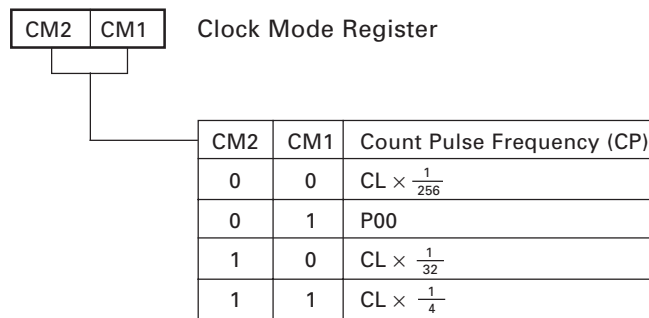 CM2 CM1 Clock Mode Register
CM2 CM1 Count Pulse Frequency (CP)
0 0 CL × 1/256
0 1 P00
1 0 CL × 1/32
1 1 CL × 1/4